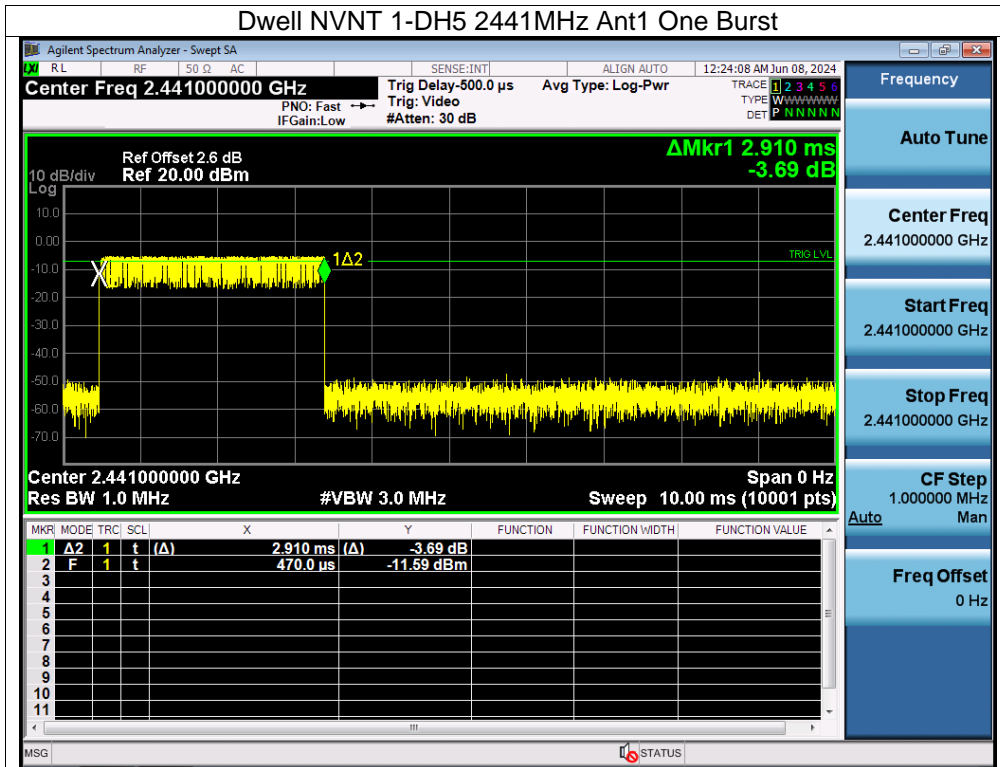 Dwell NVNT 1-DH5 2441MHz Ant1 One Burst
Agilent Spectrum Analyzer - Swept SA
LXI RL RF 50 Ω AC SENSE:INT ALIGN AUTO 12:24:08 AM Jun 08, 2024
Center Freq 2.441000000 GHz Trig Delay-500.0 µs Avg Type: Log-Pwr TRACE 1 2 3 4 5 6
PNO: Fast Trig: Video TYPE WWWWWW
IFGain:Low #Atten: 30 dB DET P N N N N N
ΔMkr1 2.910 ms
-3.69 dB
Ref Offset 2.6 dB
10 dB/div Ref 20.00 dBm
Log
10.0
0.00
-10.0
-20.0
-30.0
-40.0
-50.0
-60.0
-70.0
1Δ2
TRIG LVL
Center 2.441000000 GHz Span 0 Hz
Res BW 1.0 MHz #VBW 3.0 MHz Sweep 10.00 ms (10001 pts)
MKR MODE TRC SCL X Y FUNCTION FUNCTION WIDTH FUNCTION VALUE
1 Δ2 1 t (Δ) 2.910 ms (Δ) -3.69 dB
2 F 1 t 470.0 µs -11.59 dBm
3
4
5
6
7
8
9
10
11
MSG STATUS
Frequency
Auto Tune
Center Freq
2.441000000 GHz
Start Freq
2.441000000 GHz
Stop Freq
2.441000000 GHz
CF Step
1.000000 MHz
Auto Man
Freq Offset
0 Hz